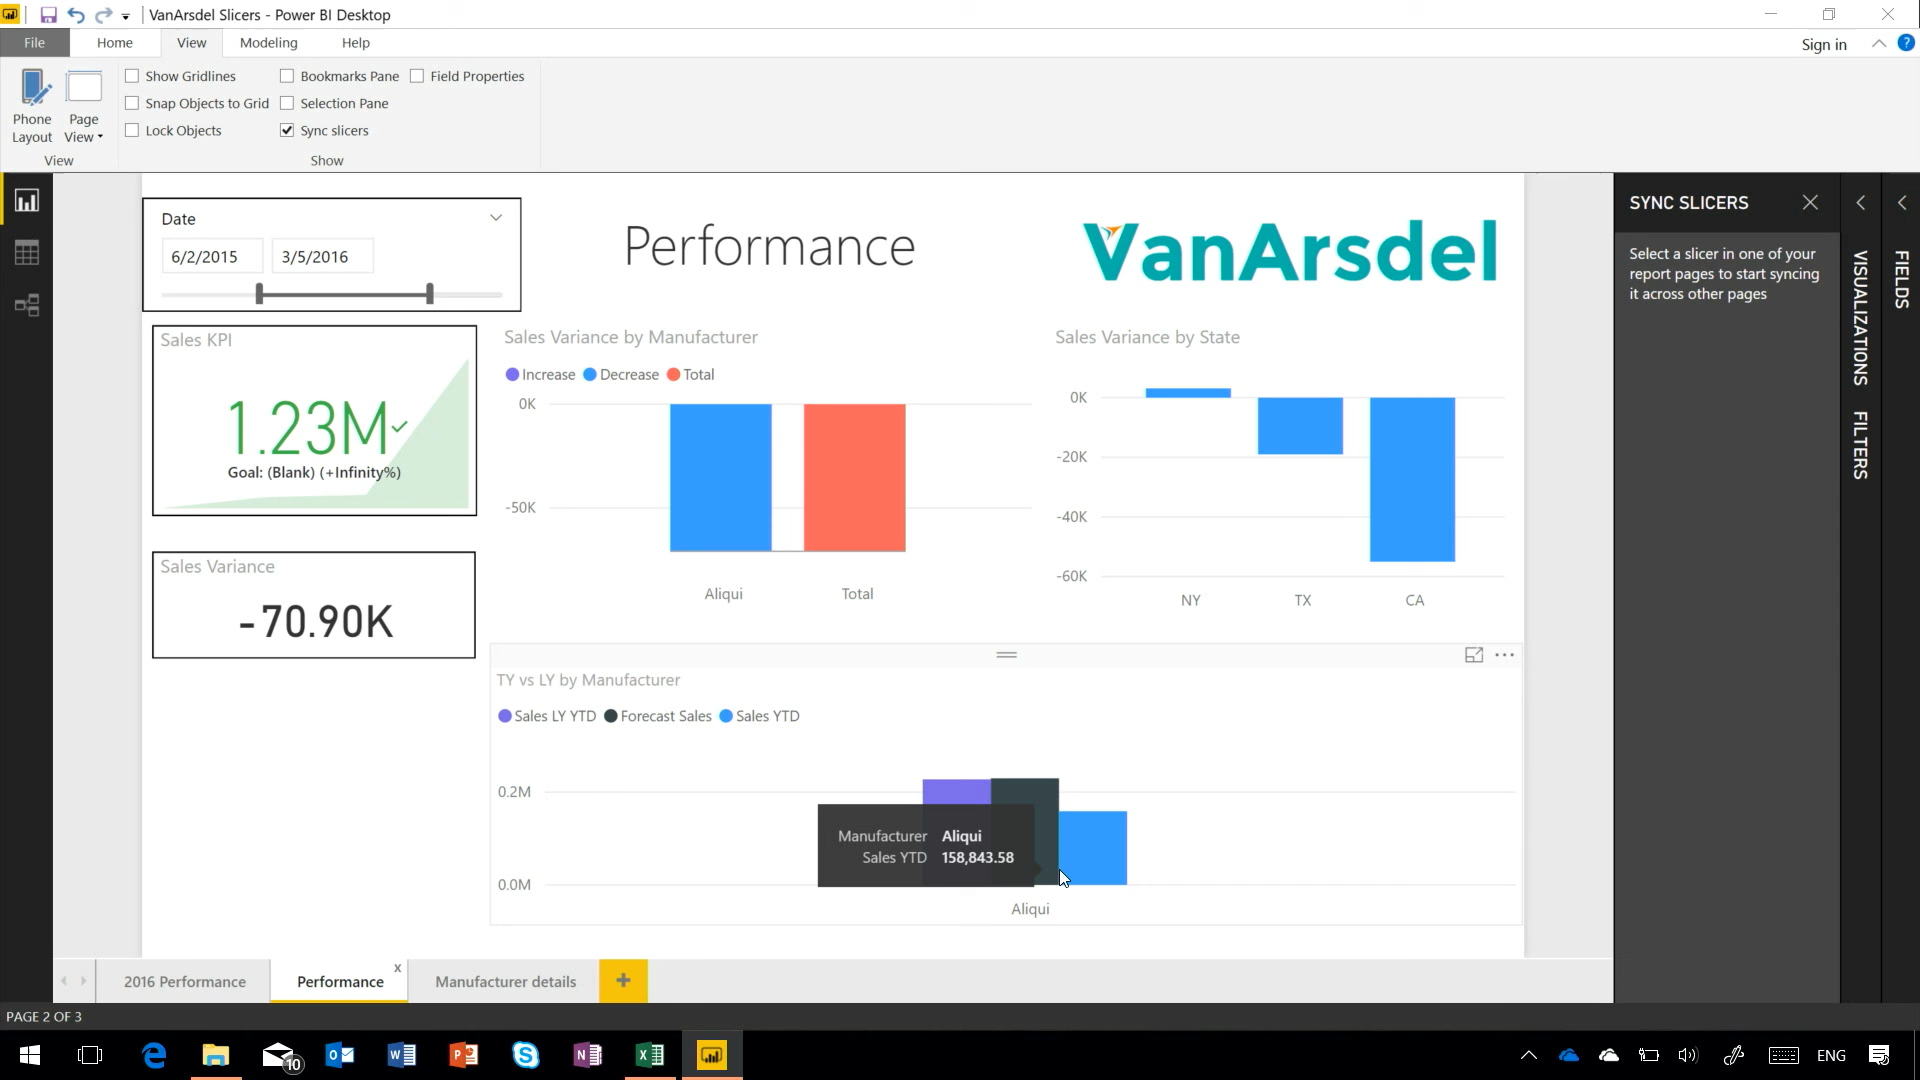 VanArsdel Slicers - Power BI Desktop
File Home View Modeling Help
Sign in
?
Show Gridlines
Bookmarks Pane
Field Properties
Snap Objects to Grid
Selection Pane
Lock Objects
Sync slicers
Phone
Layout
Page
View
View
Show
Date
6/2/2015 3/5/2016
Performance
VanArsdel
Sales KPI
1.23M
Goal: (Blank) (+Infinity%)
Sales Variance
-70.90K
Sales Variance by Manufacturer
Increase Decrease Total
0K
-50K
Aliqui Total
Sales Variance by State
0K
-20K
-40K
-60K
NY TX CA
TY vs LY by Manufacturer
Sales LY YTD Forecast Sales Sales YTD
0.2M
0.0M
Manufacturer Aliqui
Sales YTD 158,843.58
Aliqui
SYNC SLICERS
Select a slicer in one of your
report pages to start syncing
it across other pages
VISUALIZATIONS
FILTERS
FIELDS
2016 Performance
Performance
x
Manufacturer details
+
PAGE 2 OF 3
10
ENG